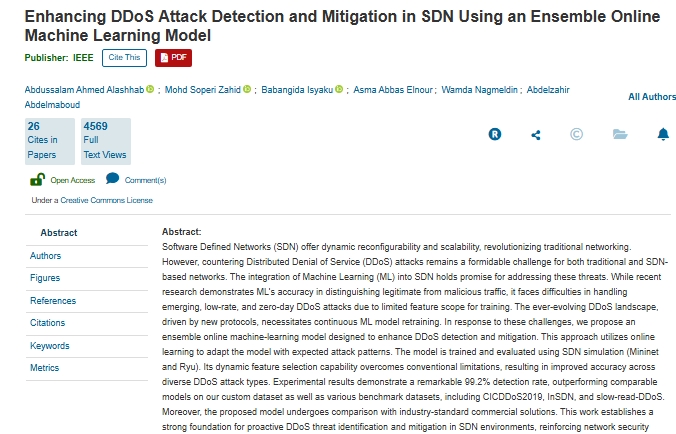 Enhancing DDoS Attack Detection and Mitigation in SDN Using an Ensemble Online
Machine Learning Model
Publisher: IEEE Cite This PDF
Abdussalam Ahmed Alashhab ; Mohd Soperi Zahid ; Babangida Isyaku ; Asma Abbas Elnour ; Wamda Nagmeldin ; Abdelzahir
Abdelmaboud
All Authors
26
Cites in
Papers
4569
Full
Text Views
Open Access Comment(s)
Under a Creative Commons License
Abstract
Authors
Figures
References
Citations
Keywords
Metrics
Abstract:
Software Defined Networks (SDN) offer dynamic reconfigurability and scalability, revolutionizing traditional networking.
However, countering Distributed Denial of Service (DDoS) attacks remains a formidable challenge for both traditional and SDN-
based networks. The integration of Machine Learning (ML) into SDN holds promise for addressing these threats. While recent
research demonstrates ML's accuracy in distinguishing legitimate from malicious traffic, it faces difficulties in handling
emerging, low-rate, and zero-day DDoS attacks due to limited feature scope for training. The ever-evolving DDoS landscape,
driven by new protocols, necessitates continuous ML model retraining. In response to these challenges, we propose an
ensemble online machine-learning model designed to enhance DDoS detection and mitigation. This approach utilizes online
learning to adapt the model with expected attack patterns. The model is trained and evaluated using SDN simulation (Mininet
and Ryu). Its dynamic feature selection capability overcomes conventional limitations, resulting in improved accuracy across
diverse DDoS attack types. Experimental results demonstrate a remarkable 99.2% detection rate, outperforming comparable
models on our custom dataset as well as various benchmark datasets, including CICDDoS2019, InSDN, and slow-read-DDoS.
Moreover, the proposed model undergoes comparison with industry-standard commercial solutions. This work establishes a
strong foundation for proactive DDoS threat identification and mitigation in SDN environments, reinforcing network security